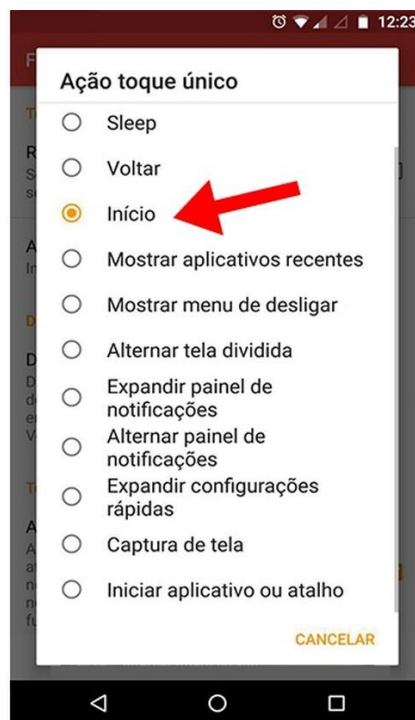 12:23
Ação toque único
Sleep
Voltar
Início
Mostrar aplicativos recentes
Mostrar menu de desligar
Alternar tela dividida
Expandir painel de
notificações
Alternar painel de
notificações
Expandir configurações
rápidas
Captura de tela
Iniciar aplicativo ou atalho
CANCELAR